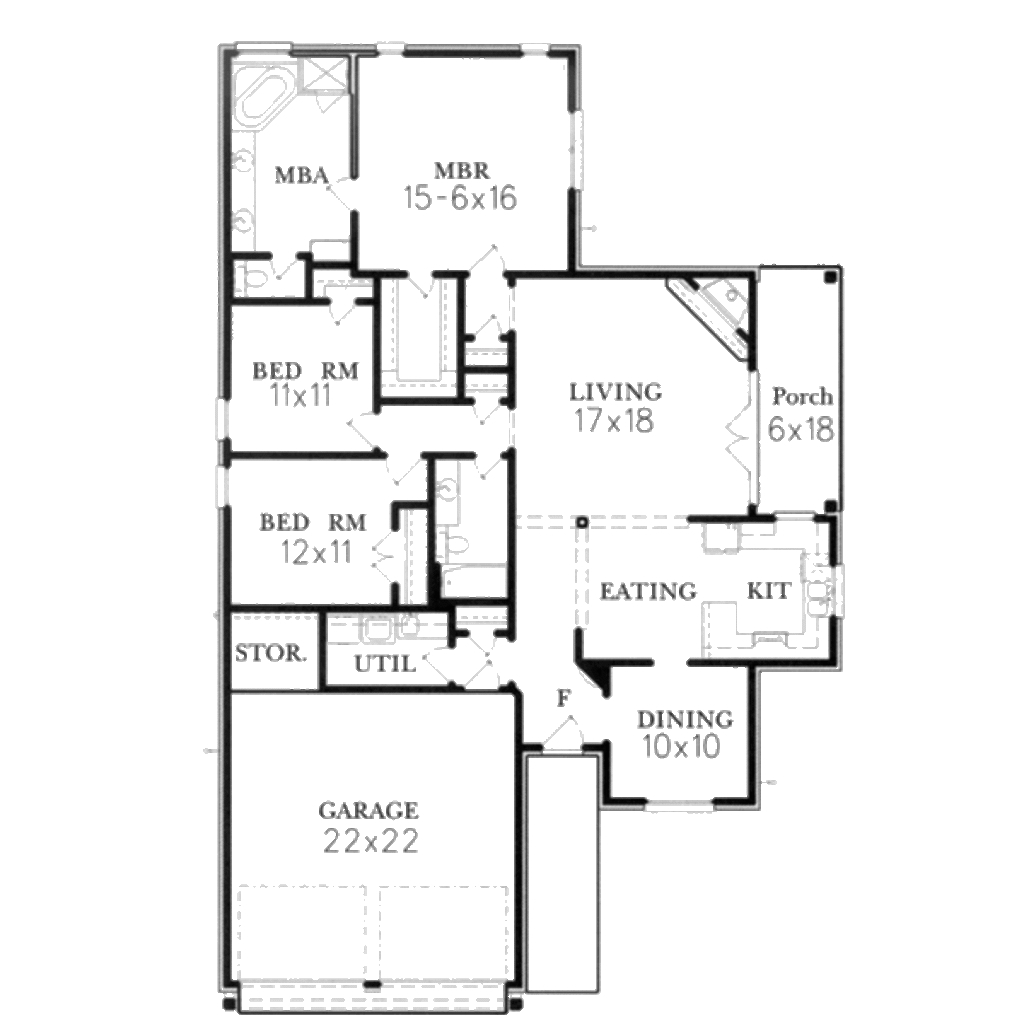 MBA
MBR
15-6x16
BED RM
11x11
LIVING
17x18
Porch
6x18
BED RM
12x11
EATING
KIT
STOR.
UTIL
F
DINING
10x10
GARAGE
22x22